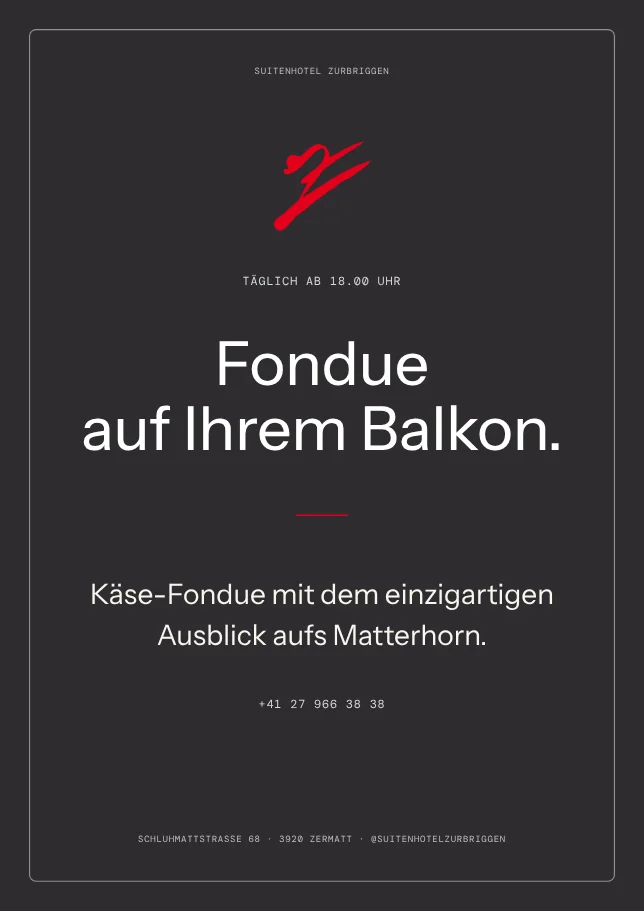 SUITENHOTEL ZURBRIGGEN
TÄGLICH AB 18.00 UHR
Fondue
auf Ihrem Balkon.
Käse-Fondue mit dem einzigartigen
Ausblick aufs Matterhorn.
+41 27 966 38 38
SCHLUHMATTSTRASSE 68 · 3920 ZERMATT · @SUITENHOTELZURBRIGGEN